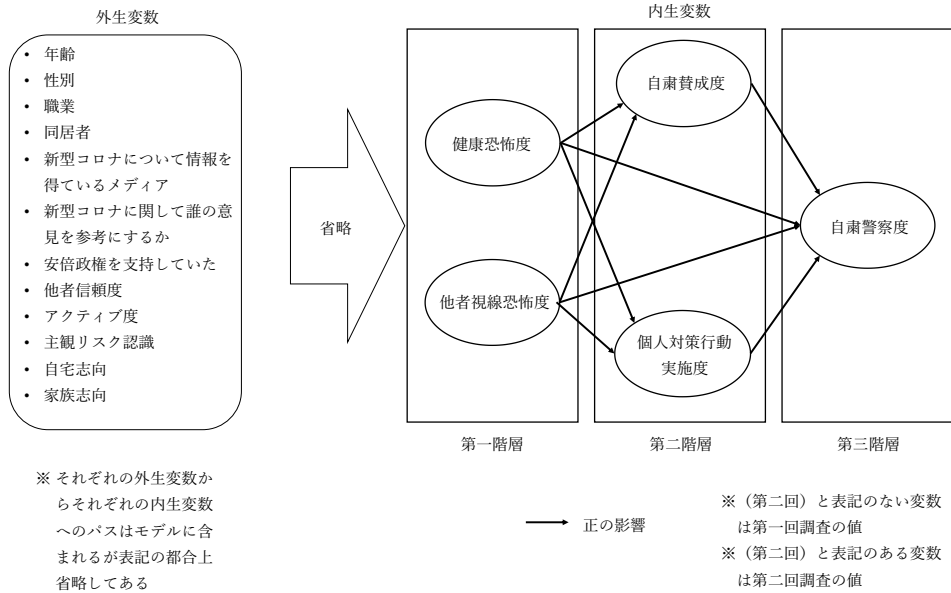 外生変数
• 年齢
• 性別
• 職業
• 同居者
• 新型コロナについて情報を
得ているメディア
• 新型コロナに関して誰の意
見を参考にするか
• 安倍政権を支持していた
• 他者信頼度
• アクティブ度
• 主観リスク認識
• 自宅志向
• 家族志向
※ それぞれの外生変数か
らそれぞれの内生変数
へのパスはモデルに含
まれるが表記の都合上
省略してある
省略
内生変数
健康恐怖度
他者視線恐怖度
第一階層
自粛賛成度
個人対策行動
実施度
第二階層
自粛警察度
第三階層
正の影響
※（第二回）と表記のない変数
は第一回調査の値
※（第二回）と表記のある変数
は第二回調査の値